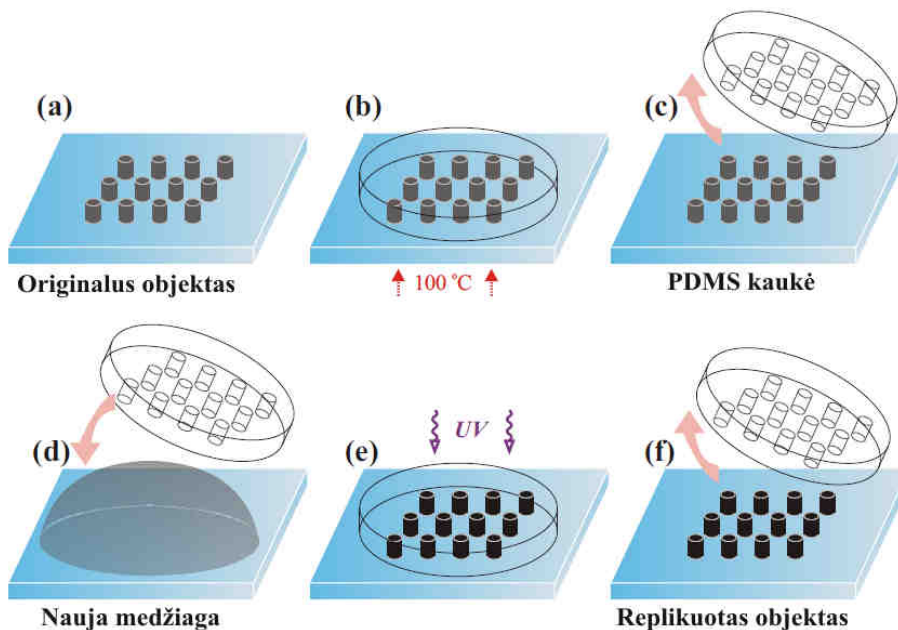 (a)
(b)
(c)
Originalus objektas
100 °C
PDMS kaukė
(d)
(e)
UV
(f)
Nauja medžiaga
Replikuotas objektas